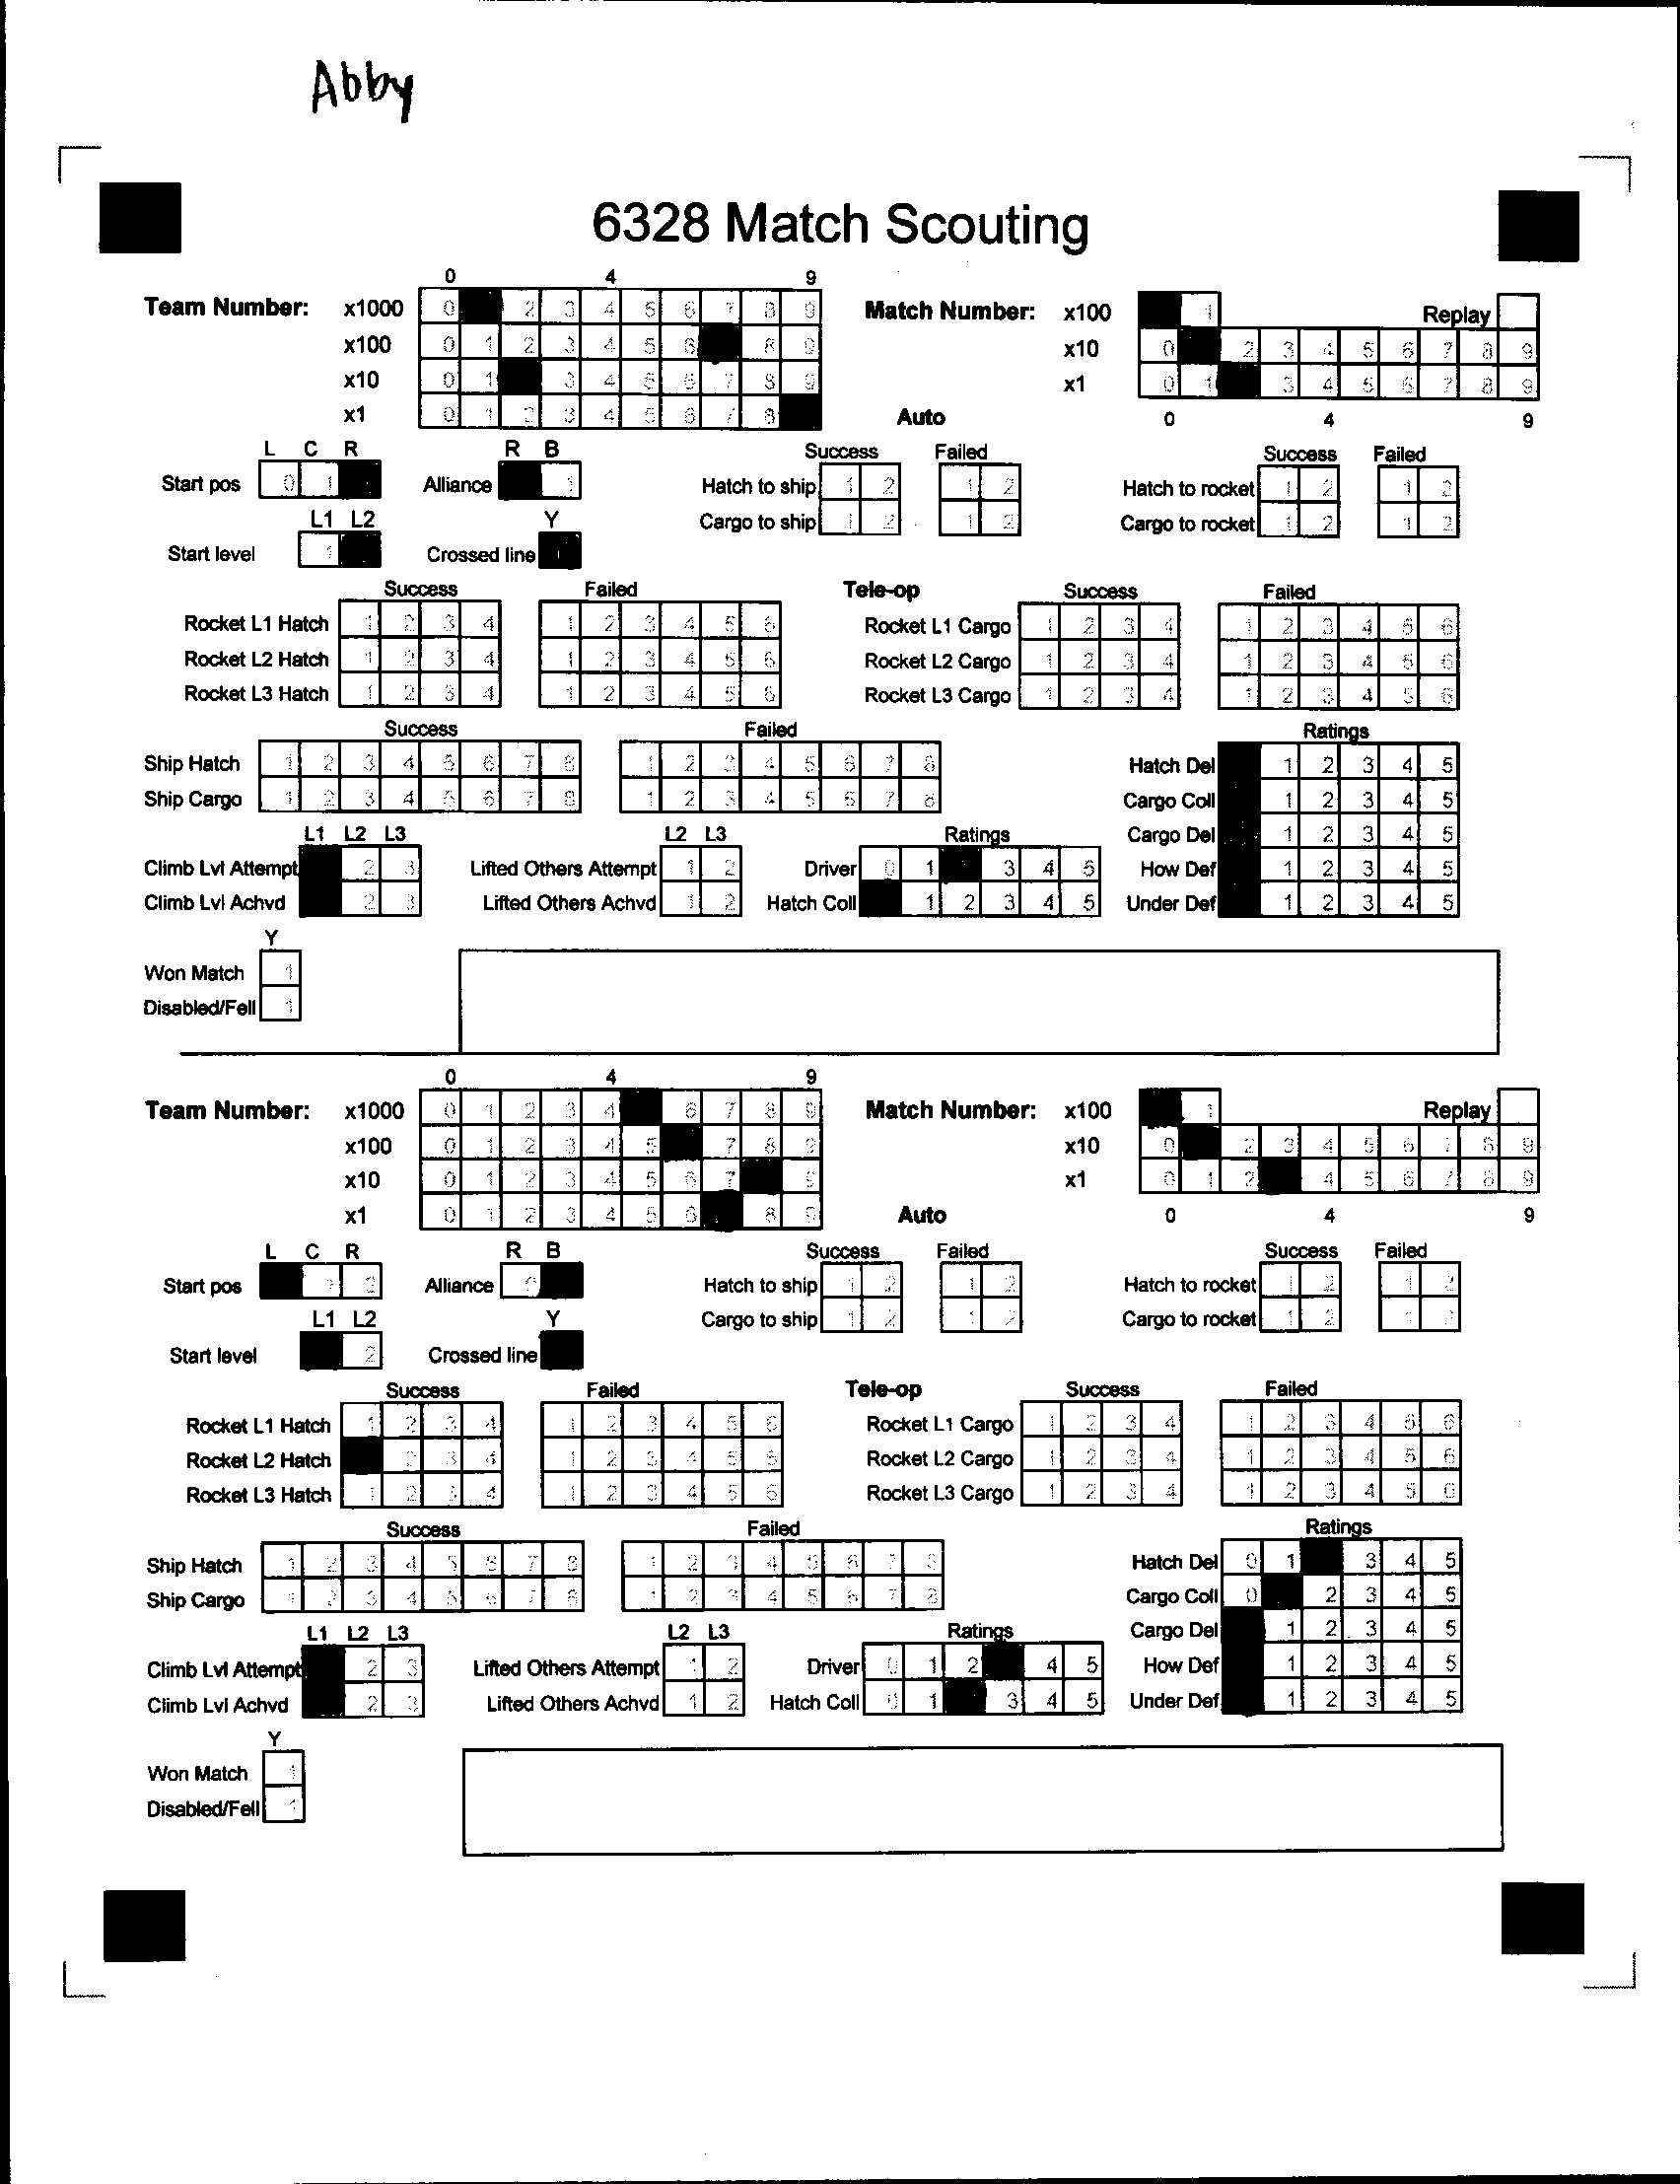 Abby
6328 Match Scouting
0 4 9
Team Number: x1000 0 2 3 4 5 6 7 8 9 Match Number: x100 1 Replay
x100 0 1 2 3 4 5 6 8 9 x10 0 2 3 4 5 6 7 8 9
x10 0 1 3 4 5 6 7 8 9 x1 0 1 3 4 5 6 7 8 9
x1 0 1 2 3 4 5 6 7 8 Auto 0 4 9
L C R R B Success Failed Success Failed
Start pos 0 1 Alliance 1 Hatch to ship 1 2 1 2 Hatch to rocket 1 2 1 2
L1 L2 Y Cargo to ship 1 2 1 2 Cargo to rocket 1 2 1 2
Start level 1 Crossed line
Success Failed Tele-op Success Failed
Rocket L1 Hatch 1 2 3 4 1 2 3 4 5 6 Rocket L1 Cargo 1 2 3 4 1 2 3 4 5 6
Rocket L2 Hatch 1 2 3 4 1 2 3 4 5 6 Rocket L2 Cargo 1 2 3 4 1 2 3 4 5 6
Rocket L3 Hatch 1 2 3 4 1 2 3 4 5 6 Rocket L3 Cargo 1 2 3 4 1 2 3 4 5 6
Success Failed Ratings
Ship Hatch 1 2 3 4 5 6 7 8 1 2 3 4 5 6 7 8 Hatch Del 1 2 3 4 5
Ship Cargo 1 2 3 4 5 6 7 8 1 2 3 4 5 6 7 8 Cargo Coll 1 2 3 4 5
L1 L2 L3 L2 L3 Ratings Cargo Del 1 2 3 4 5
Climb Lvl Attempt 2 3 Lifted Others Attempt 1 2 Driver 0 1 3 4 5 How Def 1 2 3 4 5
Climb Lvl Achvd 2 3 Lifted Others Achvd 1 2 Hatch Coll 1 2 3 4 5 Under Def 1 2 3 4 5
Y
Won Match 1
Disabled/Fell 1
0 4 9
Team Number: x1000 0 1 2 3 4 6 7 8 9 Match Number: x100 1 Replay
x100 0 1 2 3 4 5 7 8 9 x10 0 2 3 4 5 6 7 8 9
x10 0 1 2 3 4 5 6 7 9 x1 0 1 2 4 5 6 7 8 9
x1 0 1 2 3 4 5 6 8 9 Auto 0 4 9
L C R R B Success Failed Success Failed
Start pos 1 2 Alliance 0 Hatch to ship 1 2 1 2 Hatch to rocket 1 2 1 2
L1 L2 Y Cargo to ship 1 2 1 2 Cargo to rocket 1 2 1 2
Start level 2 Crossed line
Success Failed Tele-op Success Failed
Rocket L1 Hatch 1 2 3 4 1 2 3 4 5 6 Rocket L1 Cargo 1 2 3 4 1 2 3 4 5 6
Rocket L2 Hatch 2 3 4 1 2 3 4 5 6 Rocket L2 Cargo 1 2 3 4 1 2 3 4 5 6
Rocket L3 Hatch 1 2 3 4 1 2 3 4 5 6 Rocket L3 Cargo 1 2 3 4 1 2 3 4 5 6
Success Failed Ratings
Ship Hatch 1 2 3 4 5 6 7 8 1 2 3 4 5 6 7 8 Hatch Del 0 1 3 4 5
Ship Cargo 1 2 3 4 5 6 7 8 1 2 3 4 5 6 7 8 Cargo Coll 0 2 3 4 5
L1 L2 L3 L2 L3 Ratings Cargo Del 1 2 3 4 5
Climb Lvl Attempt 2 3 Lifted Others Attempt 1 2 Driver 0 1 2 4 5 How Def 1 2 3 4 5
Climb Lvl Achvd 2 3 Lifted Others Achvd 1 2 Hatch Coll 0 1 3 4 5 Under Def 1 2 3 4 5
Y
Won Match 1
Disabled/Fell 1